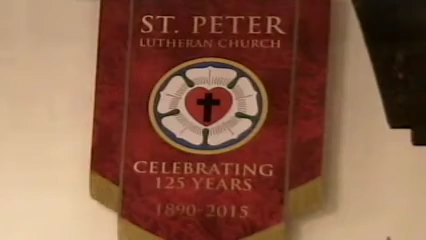 ST. PETER
LUTHERAN CHURCH
CELEBRATING
125 YEARS
1890-2015